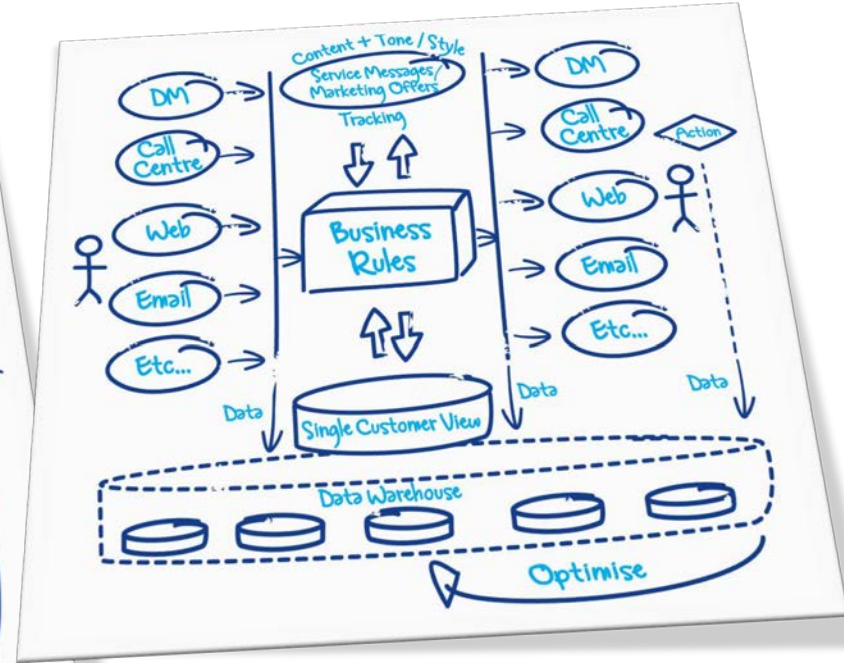 Content + Tone / Style
Service Messages/
Marketing Offers
Tracking
DM
Call
Centre
Web
Email
Etc...
Data
Business
Rules
Single Customer View
DM
Call
Centre
Web
Email
Etc...
Data
Action
Data
Data Warehouse
Optimise